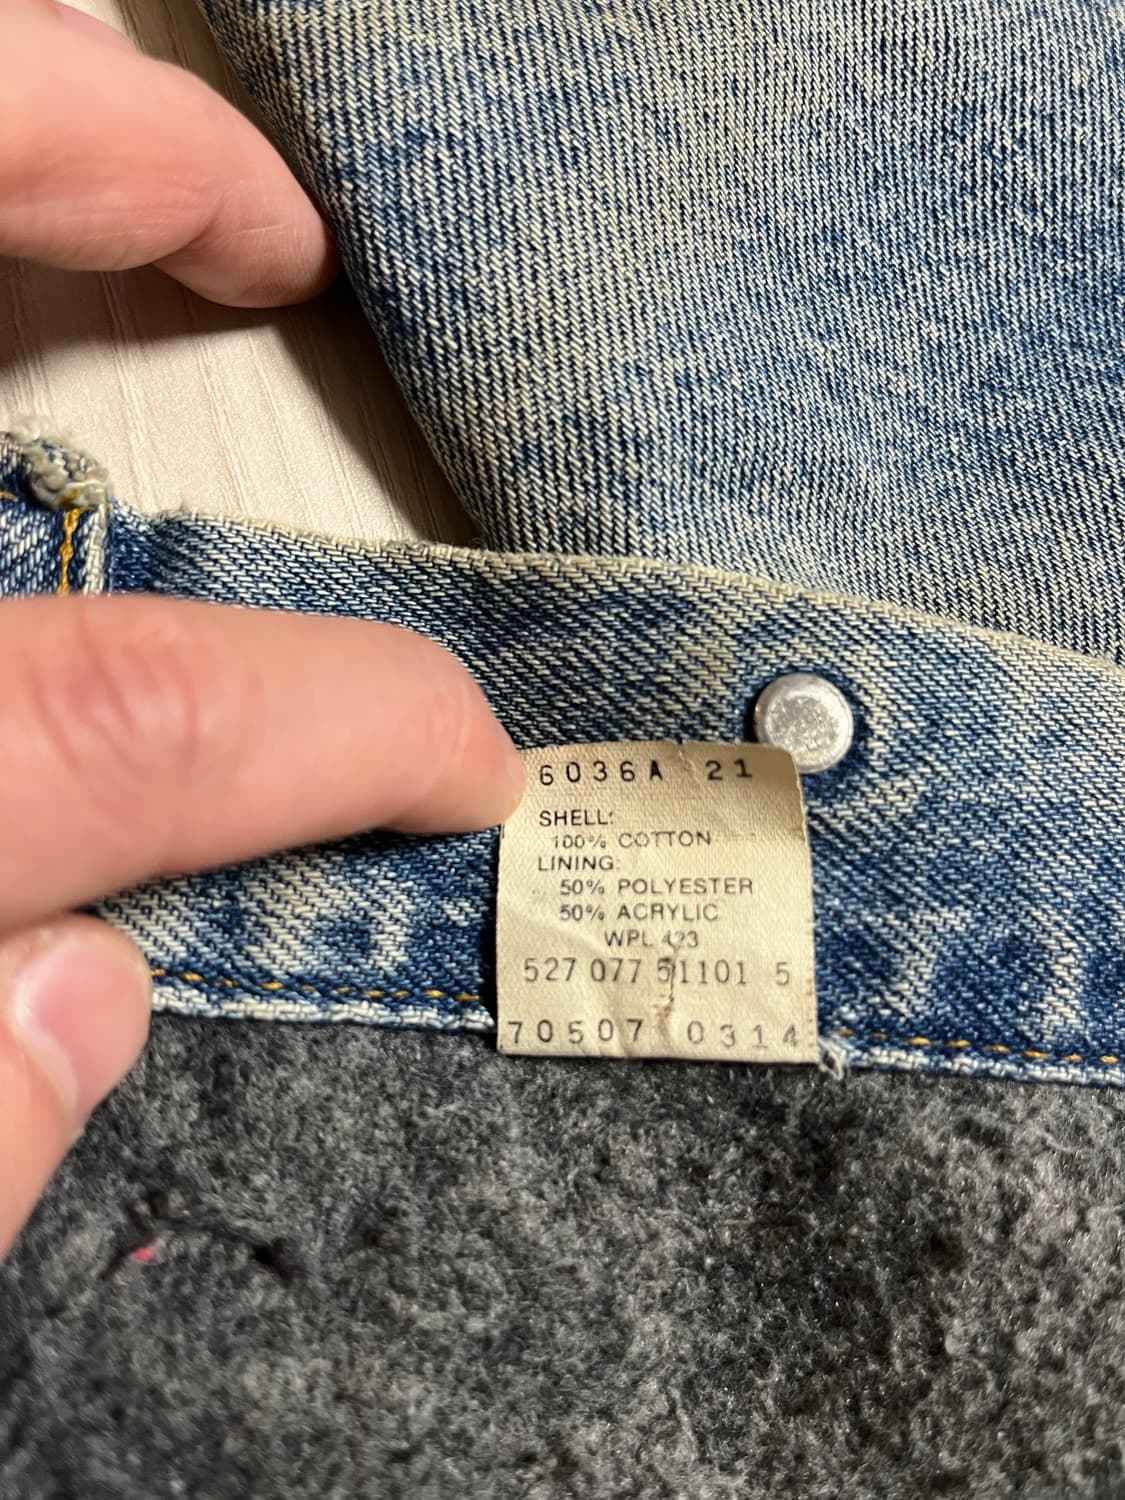 6036A 21
SHELL:
100% COTTON
LINING:
50% POLYESTER
50% ACRYLIC
WPL 423
527 077 51101 5
70507 0314